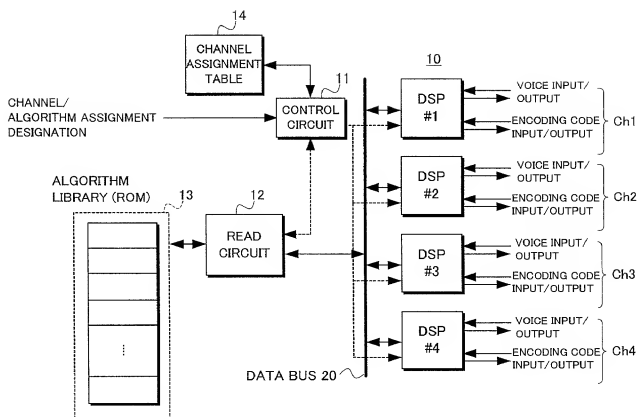 14
CHANNEL
ASSIGNMENT
TABLE
11
CONTROL
CIRCUIT
CHANNEL/
ALGORITHM ASSIGNMENT
DESIGNATION
ALGORITHM
LIBRARY (ROM)
13
12
READ
CIRCUIT
DATA BUS 20
10
DSP
#1
VOICE INPUT/
OUTPUT
ENCODING CODE
INPUT/OUTPUT
Ch1
DSP
#2
VOICE INPUT/
OUTPUT
ENCODING CODE
INPUT/OUTPUT
Ch2
DSP
#3
VOICE INPUT/
OUTPUT
ENCODING CODE
INPUT/OUTPUT
Ch3
DSP
#4
VOICE INPUT/
OUTPUT
ENCODING CODE
INPUT/OUTPUT
Ch4